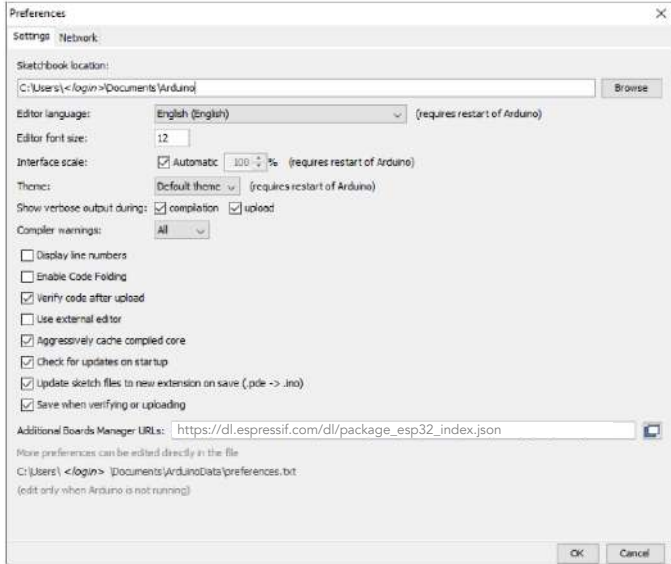 Preferences
Settings Network
Sketchbook location:
C:\Users\<login>\Documents\Arduino Browse
Editor language: English (English) (requires restart of Arduino)
Editor font size: 12
Interface scale: Automatic 100 % (requires restart of Arduino)
Theme: Default theme (requires restart of Arduino)
Show verbose output during: compilation upload
Compiler warnings: All
Display line numbers
Enable Code Folding
Verify code after upload
Use external editor
Aggressively cache compiled core
Check for updates on startup
Update sketch files to new extension on save (.pde -> .ino)
Save when verifying or uploading
Additional Boards Manager URLs: https://dl.espressif.com/dl/package_esp32_index.json
More preferences can be edited directly in the file
C:\Users\ <login> \Documents\ArduinoData\preferences.txt
(edit only when Arduino is not running)
OK Cancel